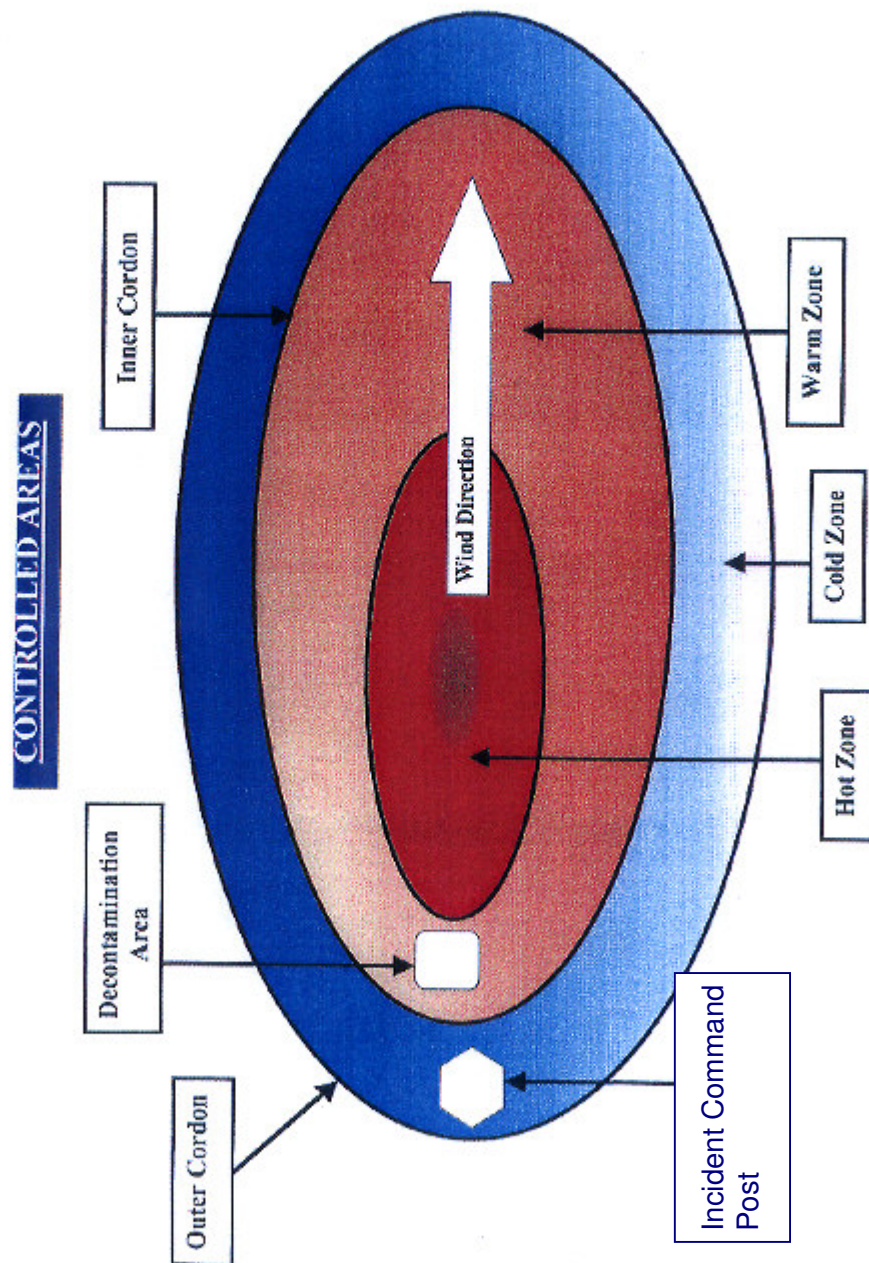 CONTROLLED AREAS
Outer Cordon
Decontamination
Area
Inner Cordon
Wind Direction
Incident Command
Post
Hot Zone
Cold Zone
Warm Zone